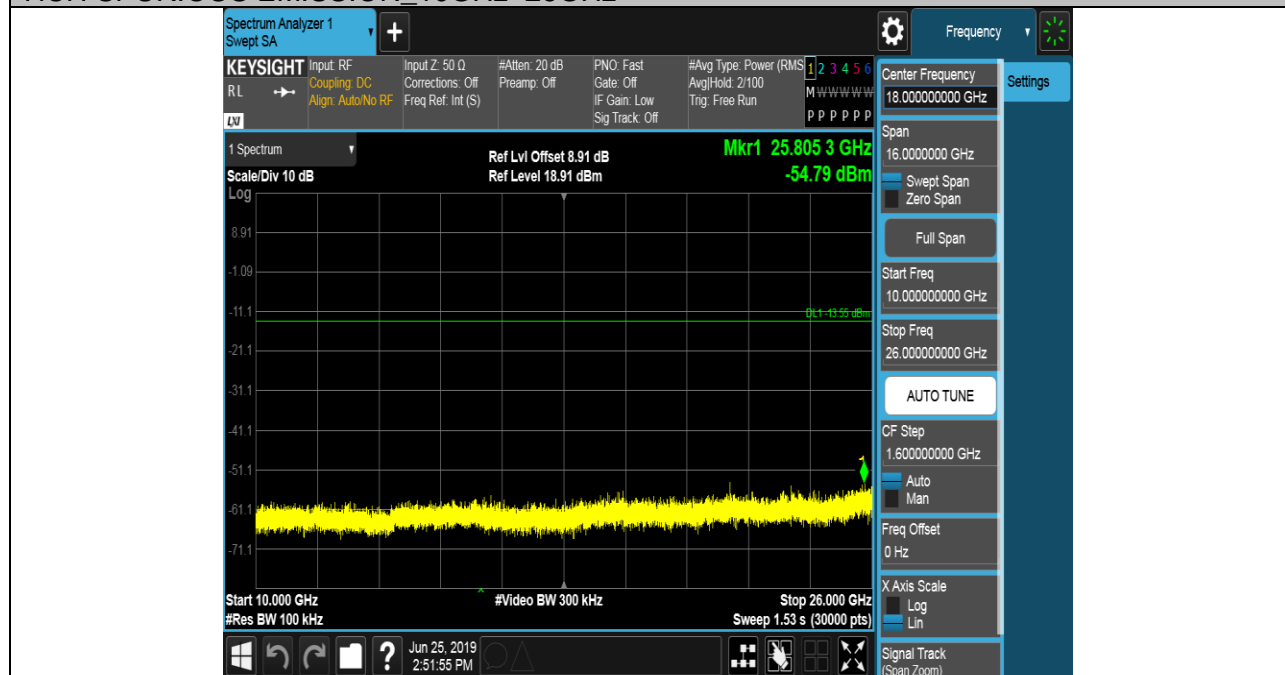 Spectrum Analyzer 1
Swept SA
Frequency
KEYSIGHT
RL
LXI
Input: RF
Coupling: DC
Align: Auto/No RF
Input Z: 50 Ω
Corrections: Off
Freq Ref: Int (S)
#Atten: 20 dB
Preamp: Off
PNO: Fast
Gate: Off
IF Gain: Low
Sig Track: Off
#Avg Type: Power (RMS
Avg|Hold: 2/100
Trig: Free Run
1 2 3 4 5 6
M W W W W W
P P P P P P
1 Spectrum
Scale/Div 10 dB
Ref Lvl Offset 8.91 dB
Ref Level 18.91 dBm
Mkr1 25.805 3 GHz
-54.79 dBm
Log
8.91
-1.09
-11.1
DL1 -13.55 dBm
-21.1
-31.1
-41.1
-51.1
1
-61.1
-71.1
Start 10.000 GHz
#Res BW 100 kHz
#Video BW 300 kHz
Stop 26.000 GHz
Sweep 1.53 s (30000 pts)
?
Jun 25, 2019
2:51:55 PM
Center Frequency
18.000000000 GHz
Settings
Span
16.0000000 GHz
Swept Span
Zero Span
Full Span
Start Freq
10.000000000 GHz
Stop Freq
26.000000000 GHz
AUTO TUNE
CF Step
1.600000000 GHz
Auto
Man
Freq Offset
0 Hz
X Axis Scale
Log
Lin
Signal Track
(Span Zoom)